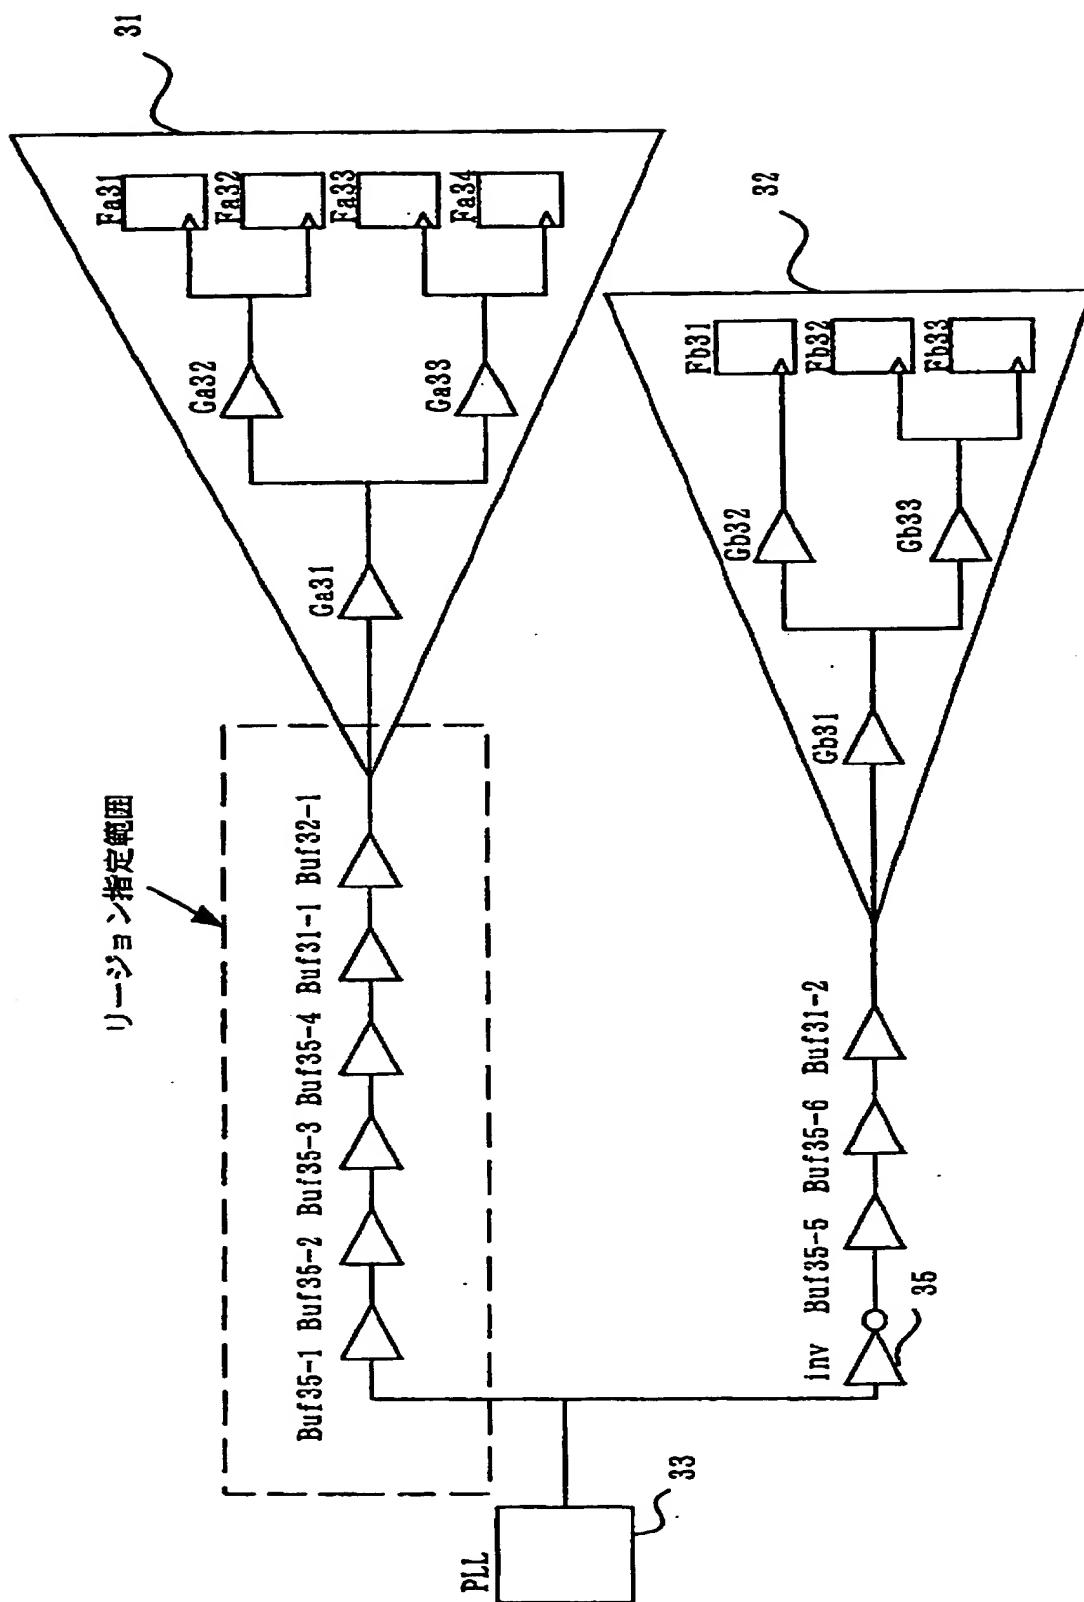 リージョン指定範囲
31
Fa31
Fa32
Fa33
Fa34
Ga32
Ga33
Ga31
Buf35-1 Buf35-2 Buf35-3 Buf35-4 Buf31-1 Buf32-1
32
Fb31
Fb32
Fb33
Gb32
Gb33
Gb31
inv Buf35-5 Buf35-6 Buf31-2
35
PLL
33